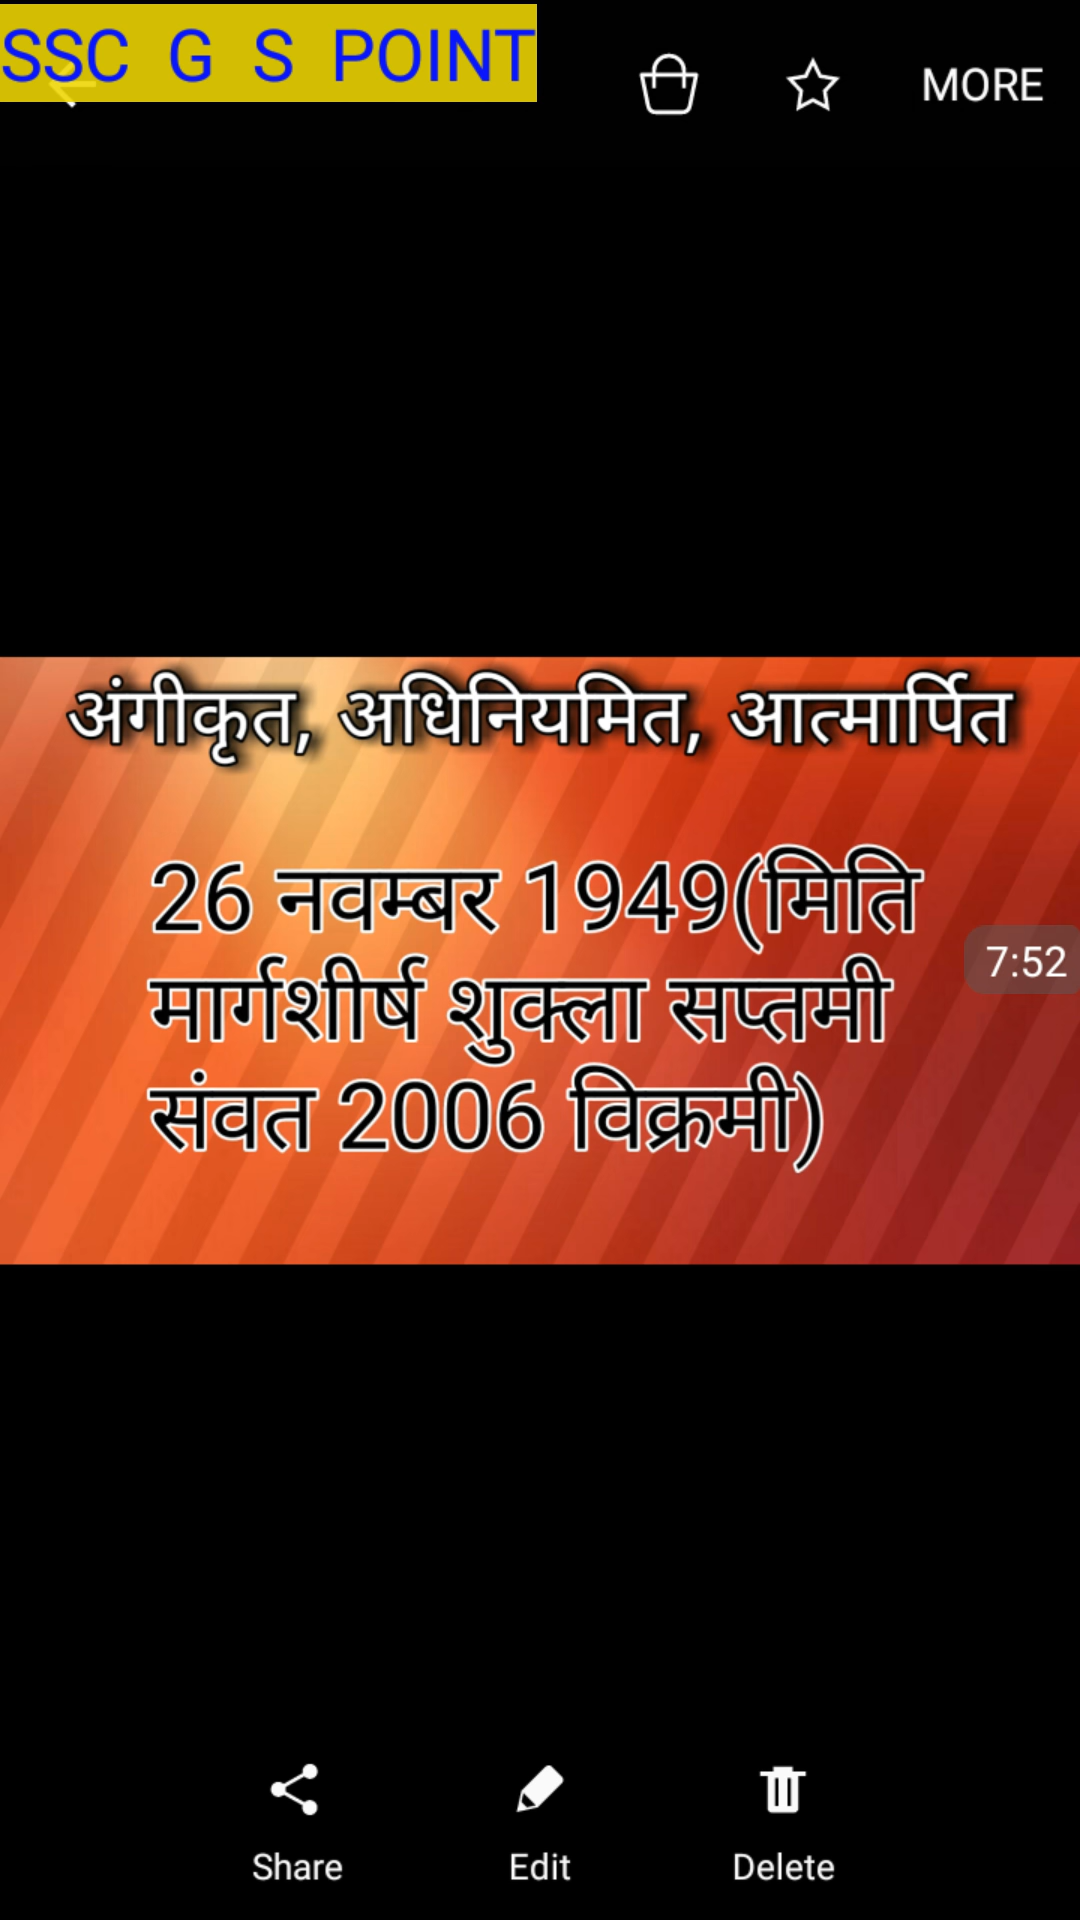 SSC G S POINT
MORE
अंगीकृत, अधिनियमित, आत्मार्पित
26 नवम्बर 1949(मिति
मार्गशीर्ष शुक्ला सप्तमी
संवत 2006 विक्रमी)
7:52
Share Edit Delete